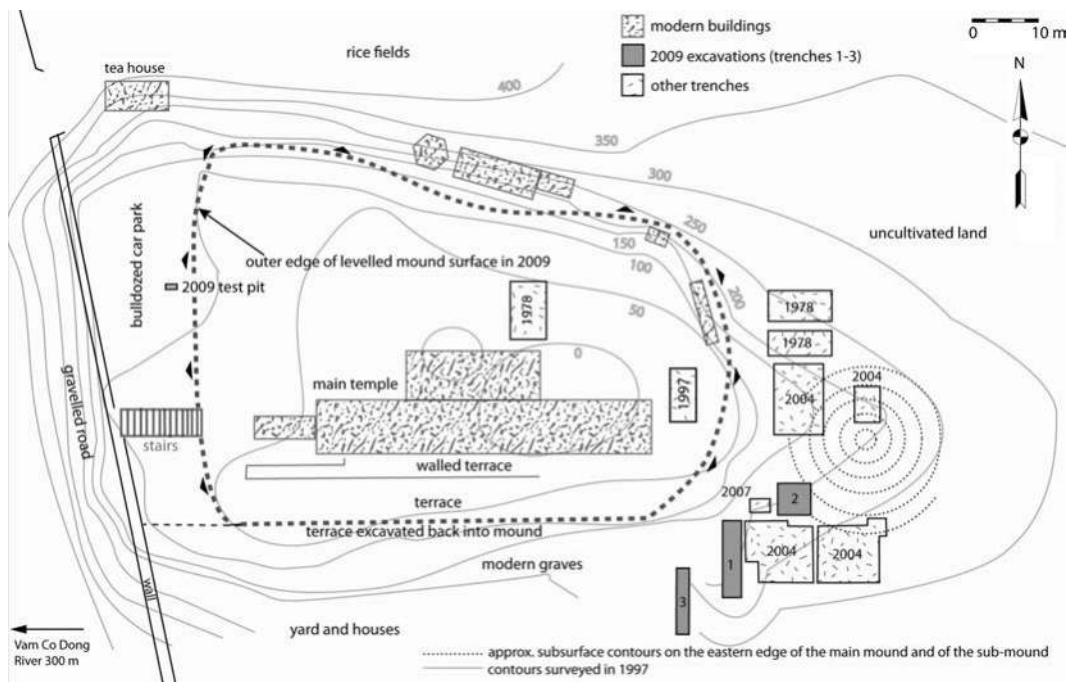 rice fields
tea house
modern buildings
2009 excavations (trenches 1-3)
other trenches
0 10 m
N
400
350
300
250
200
150
100
50
0
uncultivated land
bulldozed car park
outer edge of levelled mound surface in 2009
2009 test pit
1978
1978
1978
main temple
1997
2004
2004
gravelled road
stairs
walled terrace
terrace
terrace excavated back into mound
2007
2
1
2004
2004
3
modern graves
wall
yard and houses
Vam Co Dong
River 300 m
approx. subsurface contours on the eastern edge of the main mound and of the sub-mound
contours surveyed in 1997